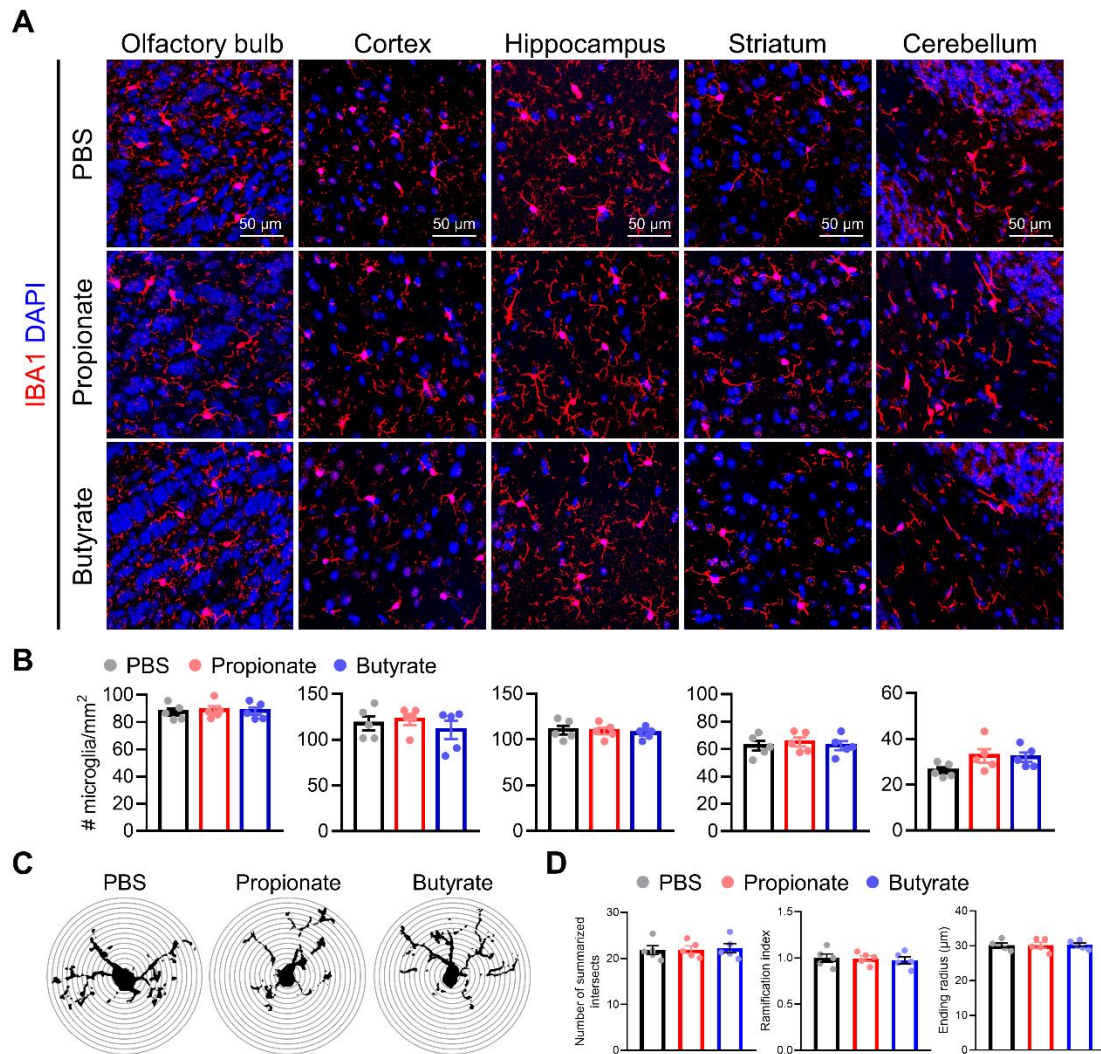 A
Olfactory bulb Cortex Hippocampus Striatum Cerebellum
IBA1 DAPI
PBS
50 µm 50 µm 50 µm 50 µm 50 µm
Propionate
Butyrate
B
PBS Propionate Butyrate
# microglia/mm²
100
80
60
40
20
0
150
100
50
0
150
100
50
0
100
80
60
40
20
0
60
40
20
0
C
PBS Propionate Butyrate
D
PBS Propionate Butyrate
Number of summarized
intersects
30
20
10
0
Ramification index
1.5
1.0
0.5
0.0
Ending radius (µm)
40
30
20
10
0